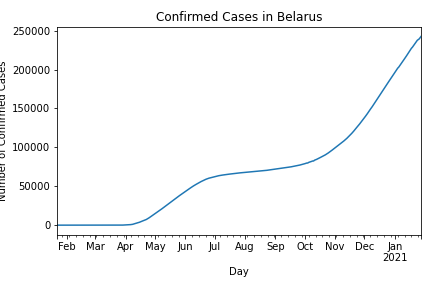 Confirmed Cases in Belarus
250000
200000
150000
100000
50000
0
Number of Confirmed Cases
Feb Mar Apr May Jun Jul Aug Sep Oct Nov Dec Jan
2021
Day